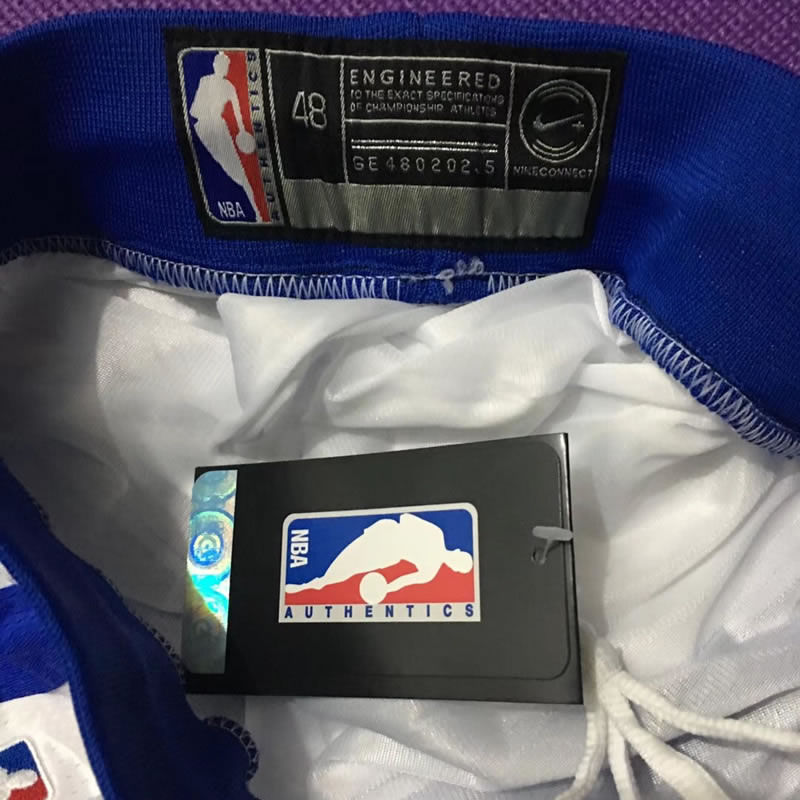 AUTHENTICS
NBA
48
ENGINEERED
TO THE EXACT SPECIFICATIONS
OF CHAMPIONSHIP ATHLETES
GE480202.5
NIKECONNECT
NBA
AUTHENTICS